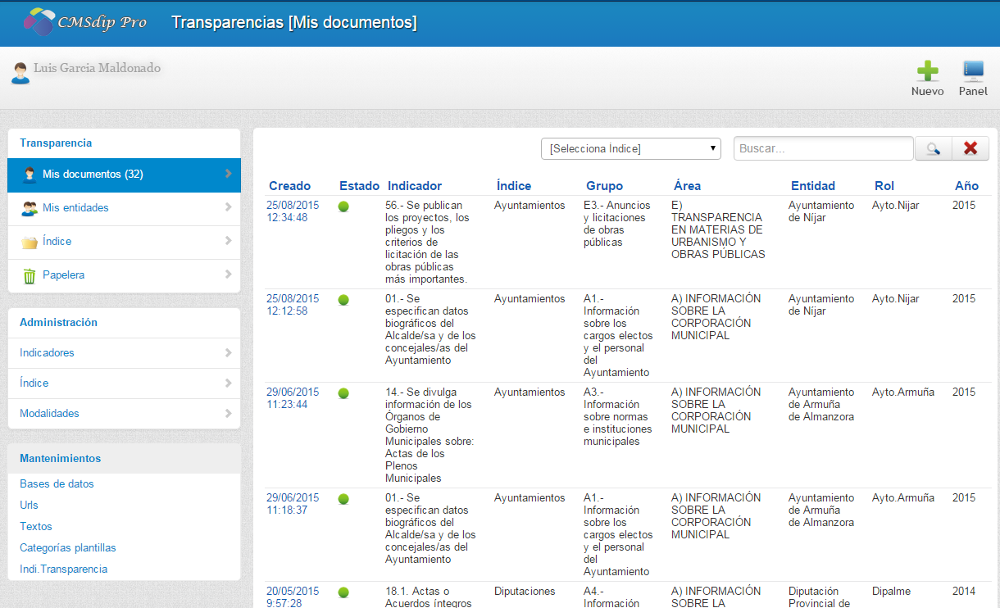 CMSdip Pro
Transparencias [Mis documentos]
Luis Garcia Maldonado
Nuevo
Panel
Transparencia
Mis documentos (32)
Mis entidades
Índice
Papelera
Administración
Indicadores
Índice
Modalidades
Mantenimientos
Bases de datos
Urls
Textos
Categorías plantillas
Indi.Transparencia
[Selecciona Índice]
Buscar...
Creado Estado Indicador Índice Grupo Área Entidad Rol Año
25/08/2015
12:34:48
56.- Se publican
los proyectos, los
pliegos y los
criterios de
licitación de las
obras públicas
más importantes.
Ayuntamientos
E3.- Anuncios
y licitaciones
de obras
públicas
E)
TRANSPARENCIA
EN MATERIAS DE
URBANISMO Y
OBRAS PÚBLICAS
Ayuntamiento
de Níjar
Ayto.Nijar
2015
25/08/2015
12:12:58
01.- Se
especifican datos
biográficos del
Alcalde/sa y de los
concejales/as del
Ayuntamiento
Ayuntamientos
A1.-
Información
sobre los
cargos electos
y el personal
del
Ayuntamiento
A) INFORMACIÓN
SOBRE LA
CORPORACIÓN
MUNICIPAL
Ayuntamiento
de Níjar
Ayto.Nijar
2015
29/06/2015
11:23:44
14.- Se divulga
información de los
Órganos de
Gobierno
Municipales sobre:
Actas de los
Plenos
Municipales
Ayuntamientos
A3.-
Información
sobre normas
e instituciones
municipales
A) INFORMACIÓN
SOBRE LA
CORPORACIÓN
MUNICIPAL
Ayuntamiento
de Armuña
de Almanzora
Ayto.Armuña
2015
29/06/2015
11:18:37
01.- Se
especifican datos
biográficos del
Alcalde/sa y de los
concejales/as del
Ayuntamiento
Ayuntamientos
A1.-
Información
sobre los
cargos electos
y el personal
del
Ayuntamiento
A) INFORMACIÓN
SOBRE LA
CORPORACIÓN
MUNICIPAL
Ayuntamiento
de Armuña
de Almanzora
Ayto.Armuña
2015
20/05/2015
9:57:28
18.1. Actas o
Acuerdos íntegros
Diputaciones
A4.-
Información
A) INFORMACIÓN
SOBRE LA
Diputación
Provincial de
Dipalme
2014